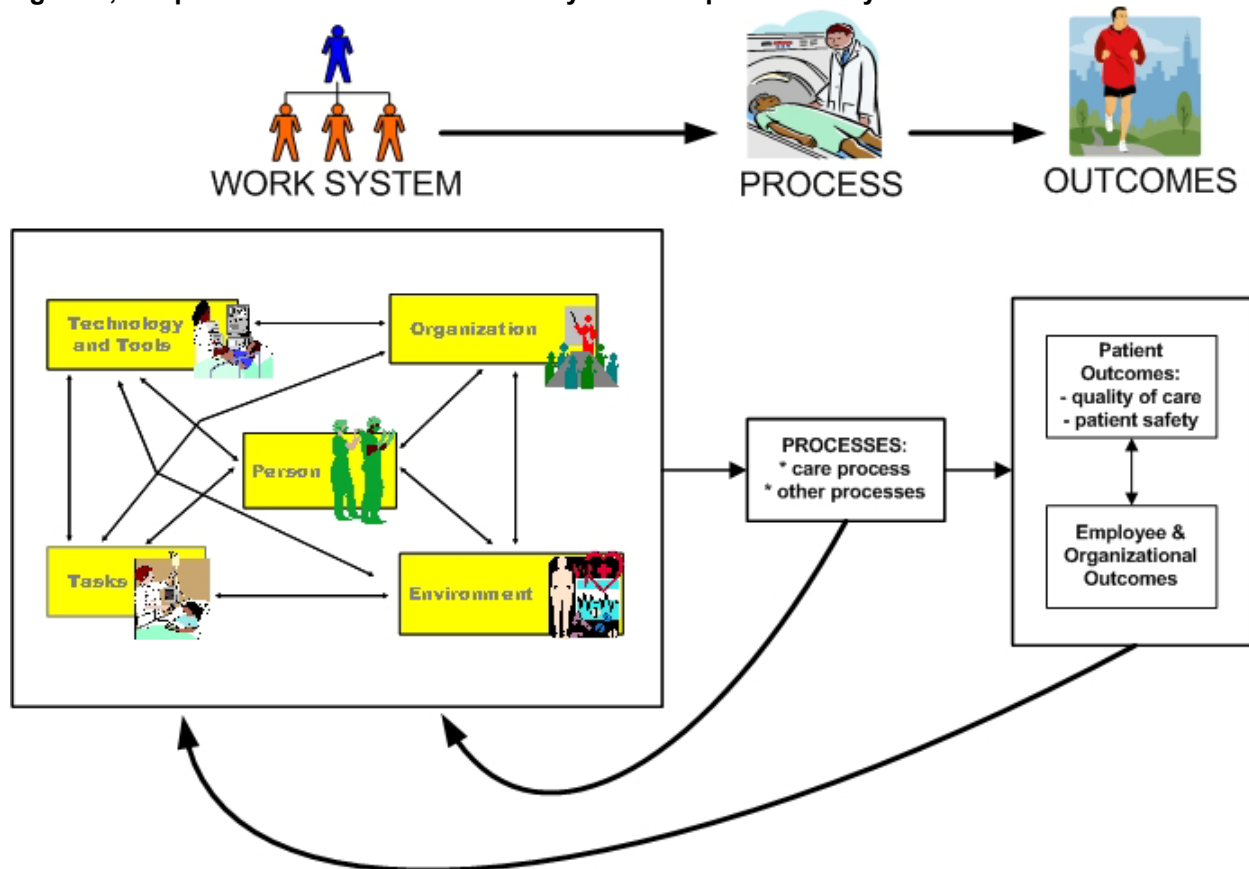 WORK SYSTEM
PROCESS
OUTCOMES
Technology
and Tools
Organization
Person
Tasks
Environment
PROCESSES:
* care process
* other processes
Patient
Outcomes:
- quality of care
- patient safety
Employee &
Organizational
Outcomes